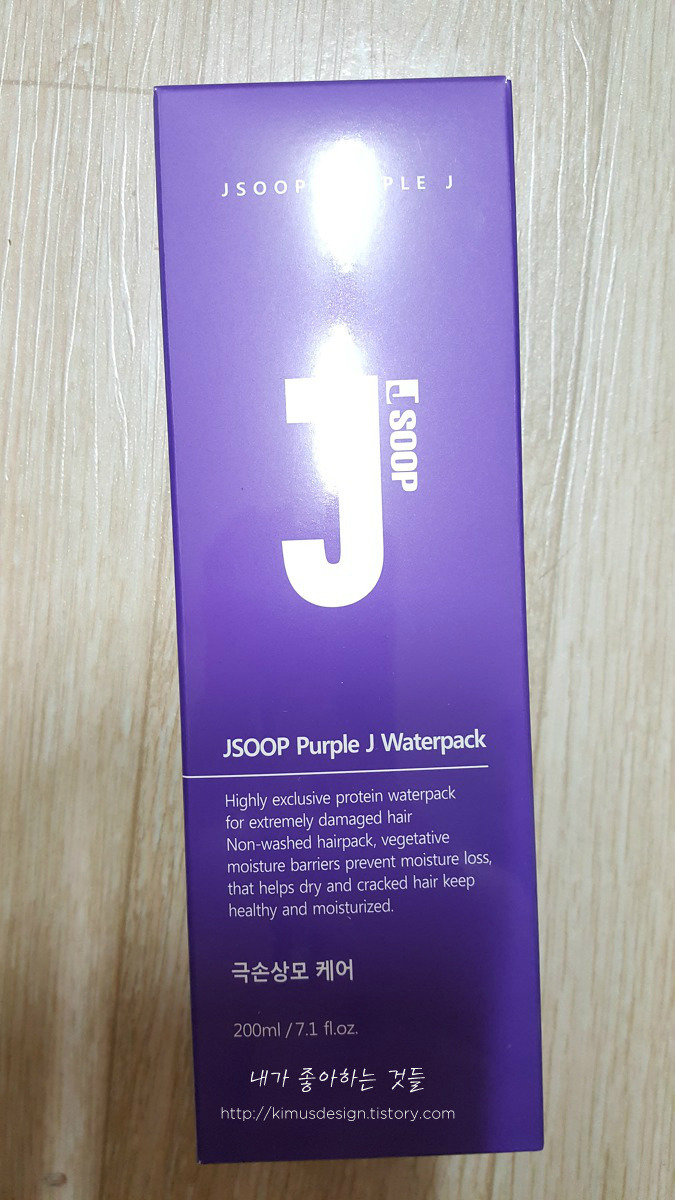 JSOOP PLE J
J
J SOOP
JSOOP Purple J Waterpack
Highly exclusive protein waterpack
for extremely damaged hair
Non-washed hairpack, vegetative
moisture barriers prevent moisture loss,
that helps dry and cracked hair keep
healthy and moisturized.
극손상모 케어
200ml / 7.1 fl.oz.
내가 좋아하는 것들
http://kimusdesign.tistory.com